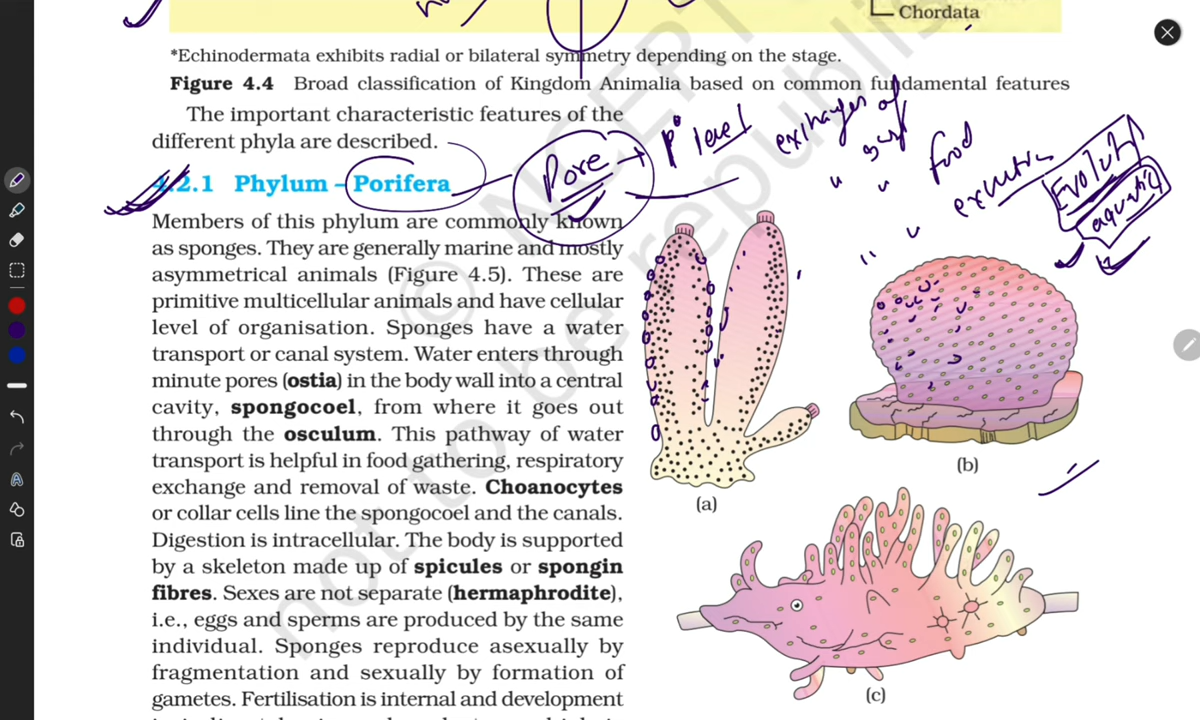 Chordata
*Echinodermata exhibits radial or bilateral symmetry depending on the stage.
Figure 4.4 Broad classification of Kingdom Animalia based on common fundamental features
The important characteristic features of the
different phyla are described.
4.2.1 Phylum – Porifera
Pore → P level
exhanges of
food
Evolut
aquatic
Members of this phylum are commonly known
as sponges. They are generally marine and mostly
asymmetrical animals (Figure 4.5). These are
primitive multicellular animals and have cellular
level of organisation. Sponges have a water
transport or canal system. Water enters through
minute pores (ostia) in the body wall into a central
cavity, spongocoel, from where it goes out
through the osculum. This pathway of water
transport is helpful in food gathering, respiratory
exchange and removal of waste. Choanocytes
or collar cells line the spongocoel and the canals.
Digestion is intracellular. The body is supported
by a skeleton made up of spicules or spongin
fibres. Sexes are not separate (hermaphrodite),
i.e., eggs and sperms are produced by the same
individual. Sponges reproduce asexually by
fragmentation and sexually by formation of
gametes. Fertilisation is internal and development
(a)
(b)
(c)
© NCERT
not to be republis